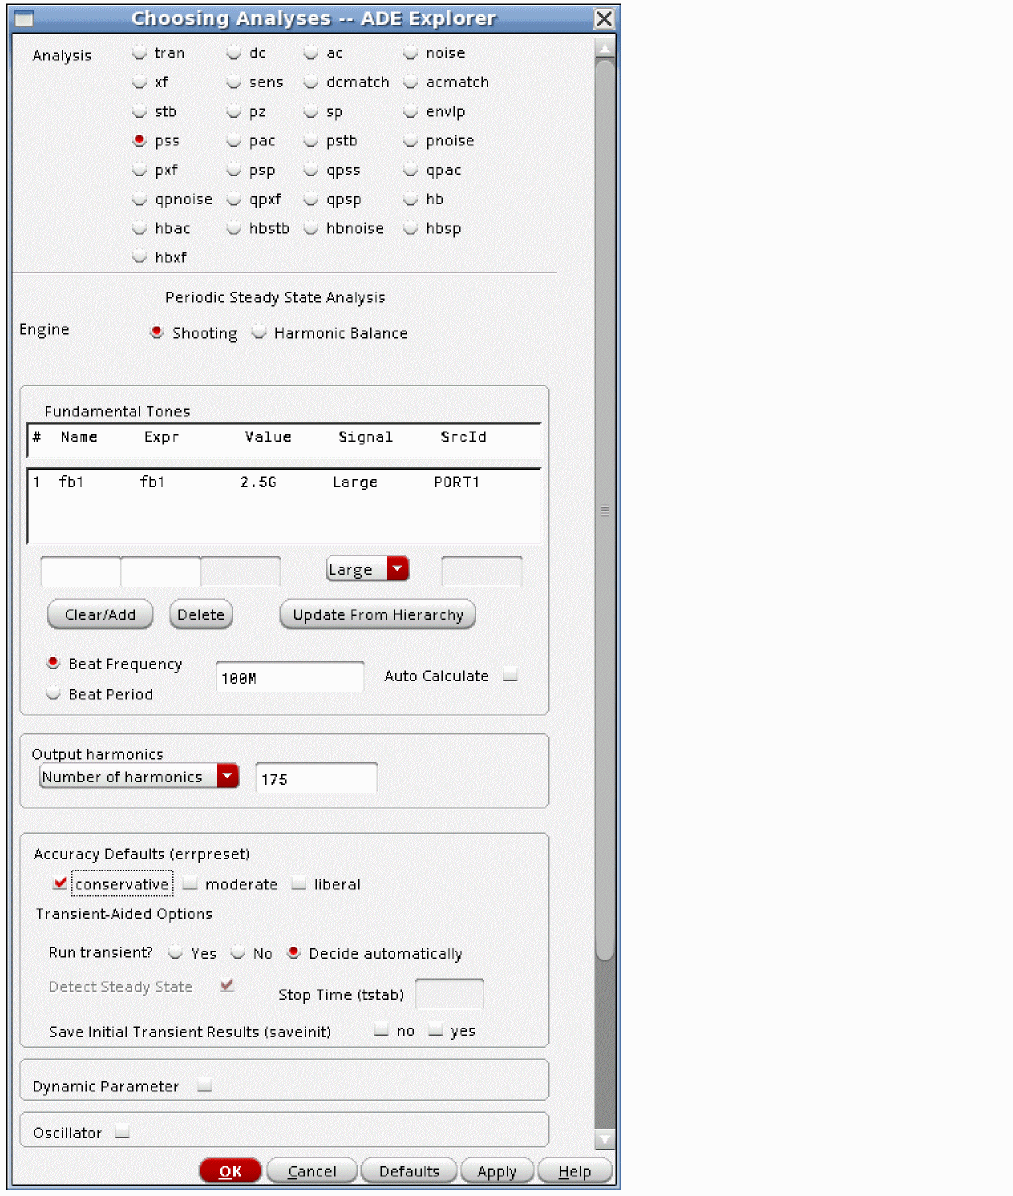 Choosing Analyses -- ADE Explorer
Analysis tran dc ac noise
xf sens dcmatch acmatch
stb pz sp envlp
pss pac pstb pnoise
pxf psp qpss qpac
qpnoise qpxf qpsp hb
hbac hbstb hbnoise hbsp
hbxf
Periodic Steady State Analysis
Engine Shooting Harmonic Balance
Fundamental Tones
# Name Expr Value Signal SrcId
1 fb1 fb1 2.5G Large PORT1
Large
Clear/Add Delete Update From Hierarchy
Beat Frequency
100M Auto Calculate
Beat Period
Output harmonics
Number of harmonics 175
Accuracy Defaults (errpreset)
conservative moderate liberal
Transient-Aided Options
Run transient? Yes No Decide automatically
Detect Steady State Stop Time (tstab)
Save Initial Transient Results (saveinit) no yes
Dynamic Parameter
Oscillator
OK Cancel Defaults Apply Help